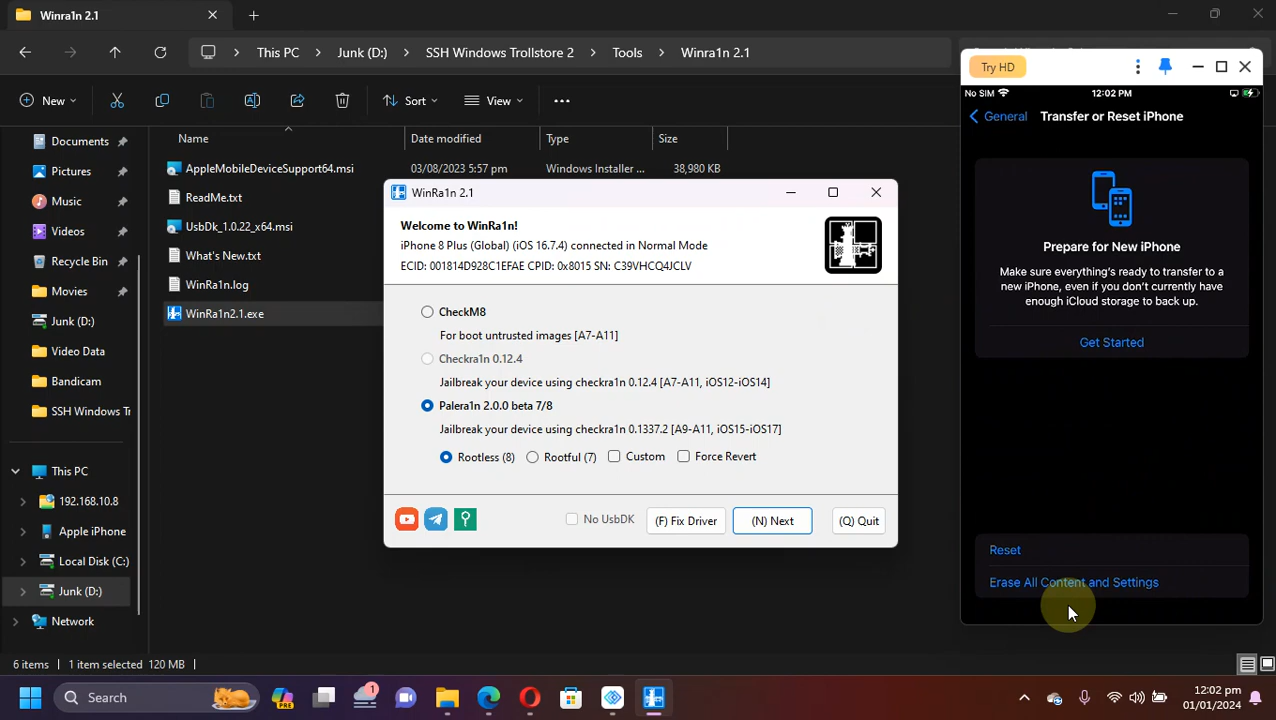 Winra1n 2.1
This PC
Junk (D:)
SSH Windows Trollstore 2
Tools
Winra1n 2.1
New
Sort
View
Name
Date modified
Type
Size
Documents
Pictures
Music
Videos
Recycle Bin
Movies
Junk (D:)
Video Data
Bandicam
SSH Windows Tr
This PC
192.168.10.8
Apple iPhone
Local Disk (C:)
Junk (D:)
Network
AppleMobileDeviceSupport64.msi
03/08/2023 5:57 pm
Windows Installer ...
38,980 KB
ReadMe.txt
UsbDk_1.0.22_x64.msi
What's New.txt
WinRa1n.log
WinRa1n2.1.exe
WinRa1n 2.1
Welcome to WinRa1n!
iPhone 8 Plus (Global) (iOS 16.7.4) connected in Normal Mode
ECID: 001814D928C1EFAE CPID: 0x8015 SN: C39VHCQ4JCLV
CheckM8
For boot untrusted images [A7-A11]
Checkra1n 0.12.4
Jailbreak your device using checkra1n 0.12.4 [A7-A11, iOS12-iOS14]
Palera1n 2.0.0 beta 7/8
Jailbreak your device using checkra1n 0.1337.2 [A9-A11, iOS15-iOS17]
Rootless (8)
Rootful (7)
Custom
Force Revert
No UsbDK
(F) Fix Driver
(N) Next
(Q) Quit
Try HD
No SIM
12:02 PM
General
Transfer or Reset iPhone
Prepare for New iPhone
Make sure everything's ready to transfer to a
new iPhone, even if you don't currently have
enough iCloud storage to back up.
Get Started
Reset
Erase All Content and Settings
6 items
1 item selected
120 MB
Search
PRE
1
12:02 pm
01/01/2024